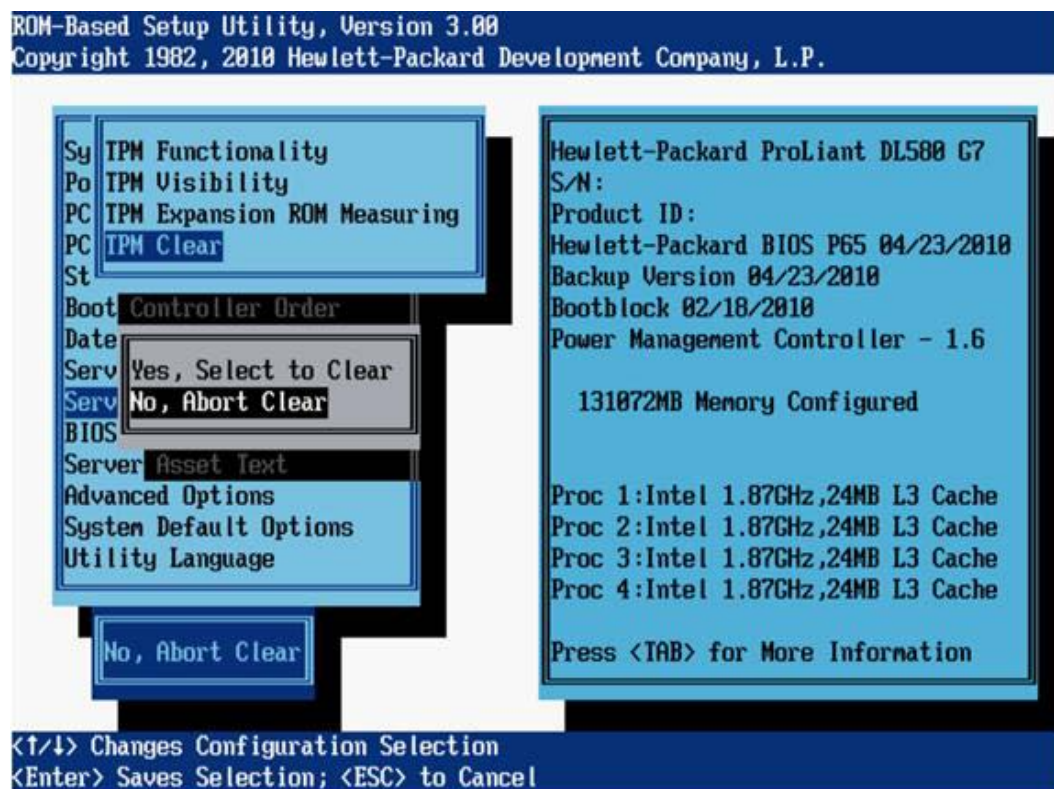 ROM-Based Setup Utility, Version 3.00
Copyright 1982, 2010 Hewlett-Packard Development Company, L.P.
Sy
Po
PC
PC
St
Boot Controller Order
Date
Serv
Serv
BIOS
Server Asset Text
Advanced Options
System Default Options
Utility Language
TPM Functionality
TPM Visibility
TPM Expansion ROM Measuring
TPM Clear
Yes, Select to Clear
No, Abort Clear
No, Abort Clear
Hewlett-Packard ProLiant DL580 G7
S/N:
Product ID:
Hewlett-Packard BIOS P65 04/23/2010
Backup Version 04/23/2010
Bootblock 02/18/2010
Power Management Controller - 1.6
131072MB Memory Configured
Proc 1:Intel 1.87GHz,24MB L3 Cache
Proc 2:Intel 1.87GHz,24MB L3 Cache
Proc 3:Intel 1.87GHz,24MB L3 Cache
Proc 4:Intel 1.87GHz,24MB L3 Cache
Press <TAB> for More Information
<↑/↓> Changes Configuration Selection
<Enter> Saves Selection; <ESC> to Cancel